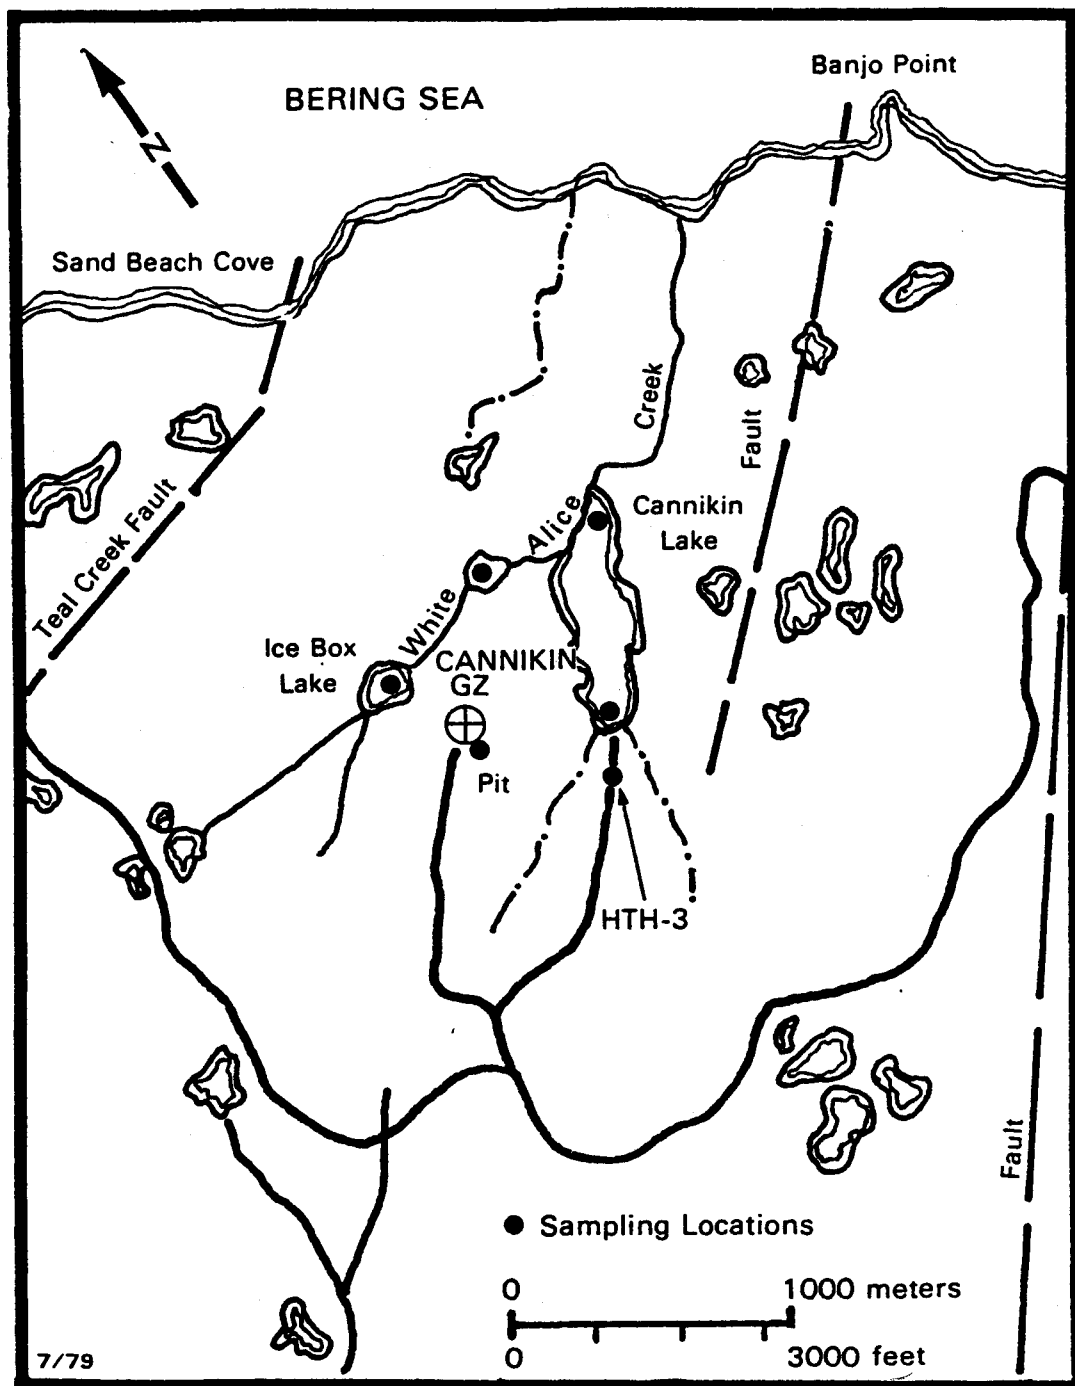 Banjo Point
BERING SEA
N
Sand Beach Cove
Creek
Fault
Teal Creek Fault
Cannikin
Lake
Alice
White
Ice Box
Lake
CANNIKIN
GZ
Pit
HTH-3
Fault
Sampling Locations
0 1000 meters
0 3000 feet
7/79